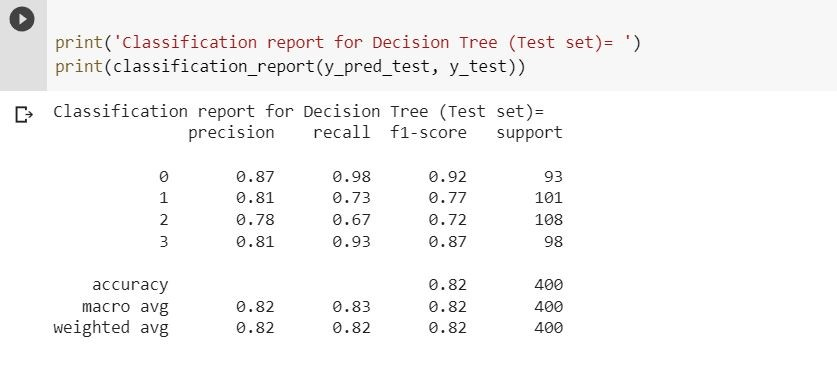 print('Classification report for Decision Tree (Test set)= ')
print(classification_report(y_pred_test, y_test))
Classification report for Decision Tree (Test set)=
precision recall f1-score support
0 0.87 0.98 0.92 93
1 0.81 0.73 0.77 101
2 0.78 0.67 0.72 108
3 0.81 0.93 0.87 98
accuracy 0.82 400
macro avg 0.82 0.83 0.82 400
weighted avg 0.82 0.82 0.82 400